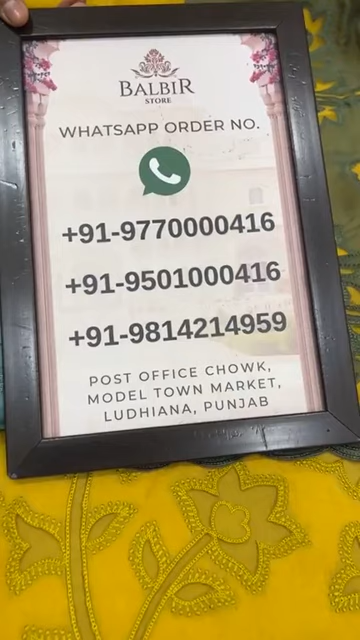 BALBIR
STORE
WHATSAPP ORDER NO.
+91-9770000416
+91-9501000416
+91-9814214959
POST OFFICE CHOWK,
MODEL TOWN MARKET,
LUDHIANA, PUNJAB